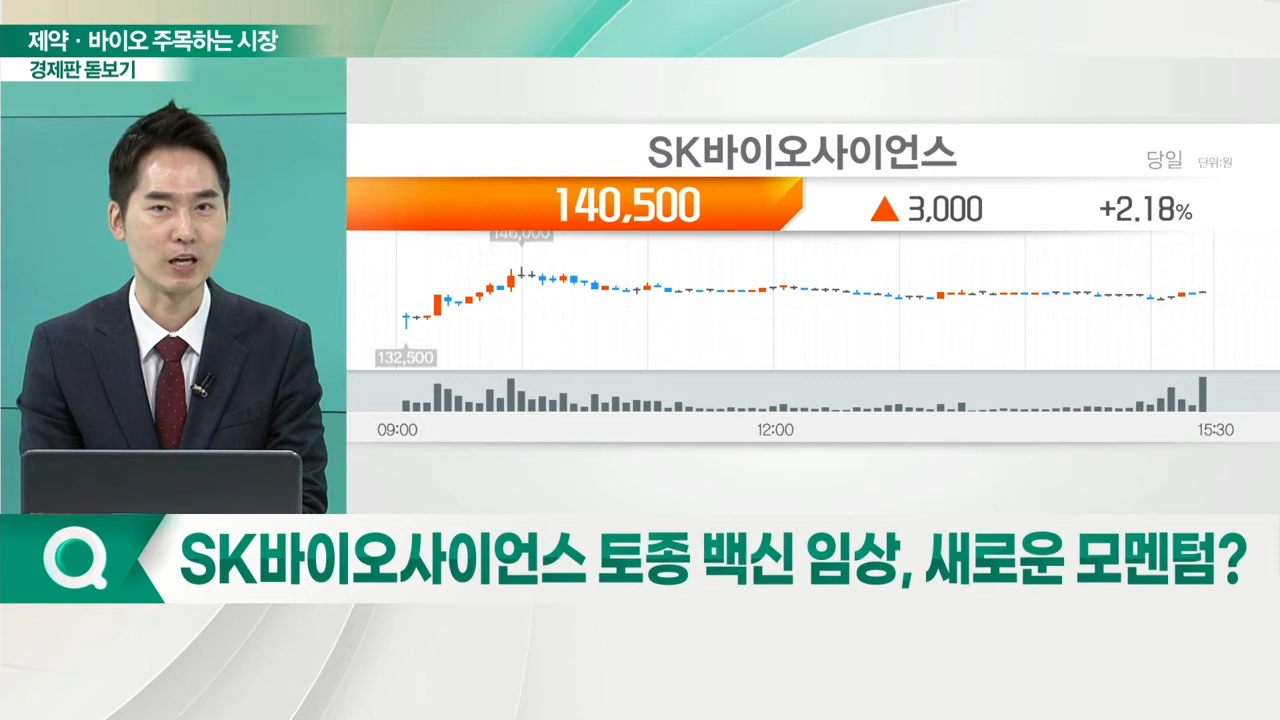 제약 · 바이오 주목하는 시장
경제판 돋보기
SK바이오사이언스
당일 단위:원
140,500 ▲ 3,000 +2.18%
146,000
132,500
09:00 12:00 15:30
SK바이오사이언스 토종 백신 임상, 새로운 모멘텀?